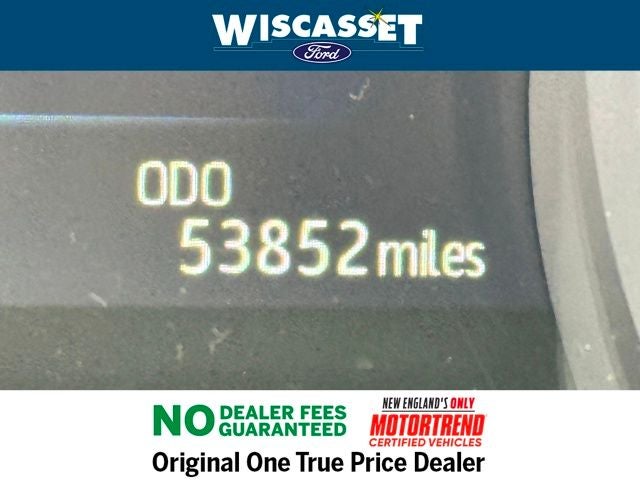 WISCASSET
Ford
ODO
53852 miles
NO DEALER FEES
GUARANTEED
NEW ENGLAND'S ONLY
MOTORTREND
CERTIFIED VEHICLES
Original One True Price Dealer